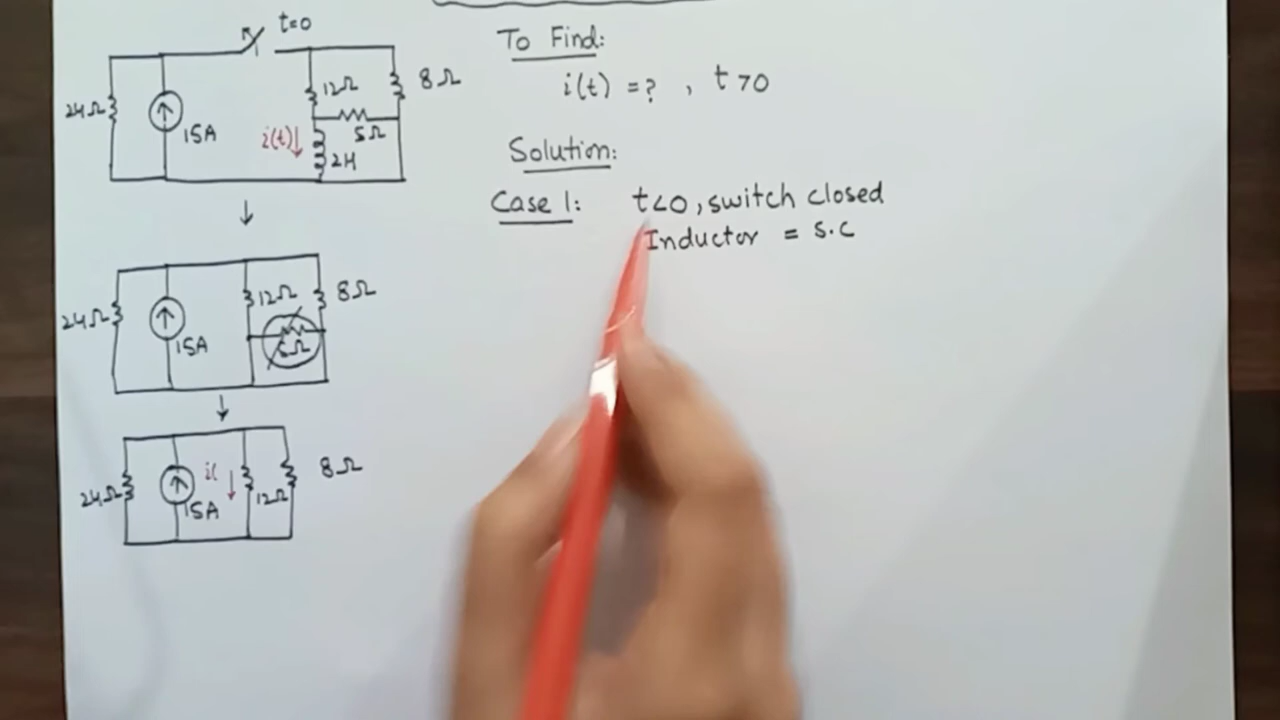 t=0
24Ω
15A
12Ω
8Ω
5Ω
i(t)
2H
24Ω
15A
12Ω
8Ω
5Ω
24Ω
15A
i(
12Ω
8Ω
To Find:
i(t) =? , t>0
Solution:
Case 1: t<0, switch closed
Inductor = s.c